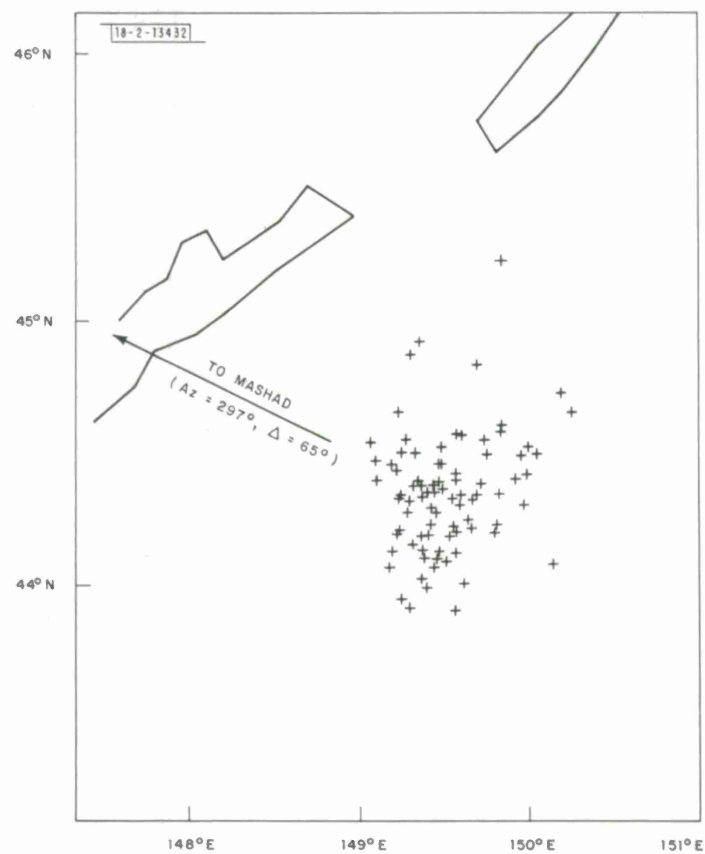 18-2-13432
46°N
45°N
TO MASHAD
(Az = 297°, Δ = 65°)
44°N
148°E
149°E
150°E
151°E